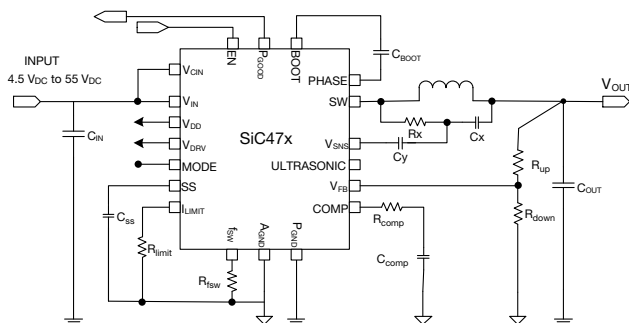 INPUT
4.5 VDC to 55 VDC
EN
PGOOD
BOOT
CBOOT
VCIN
PHASE
VIN
SW
VOUT
CIN
VDD
SiC47x
Rx
Cx
VDRV
VSNS
Cy
MODE
ULTRASONIC
Rup
SS
VFB
COUT
Css
ILIMIT
COMP
Rcomp
Rdown
Rlimit
fSW
AGND
PGND
Rfsw
Ccomp